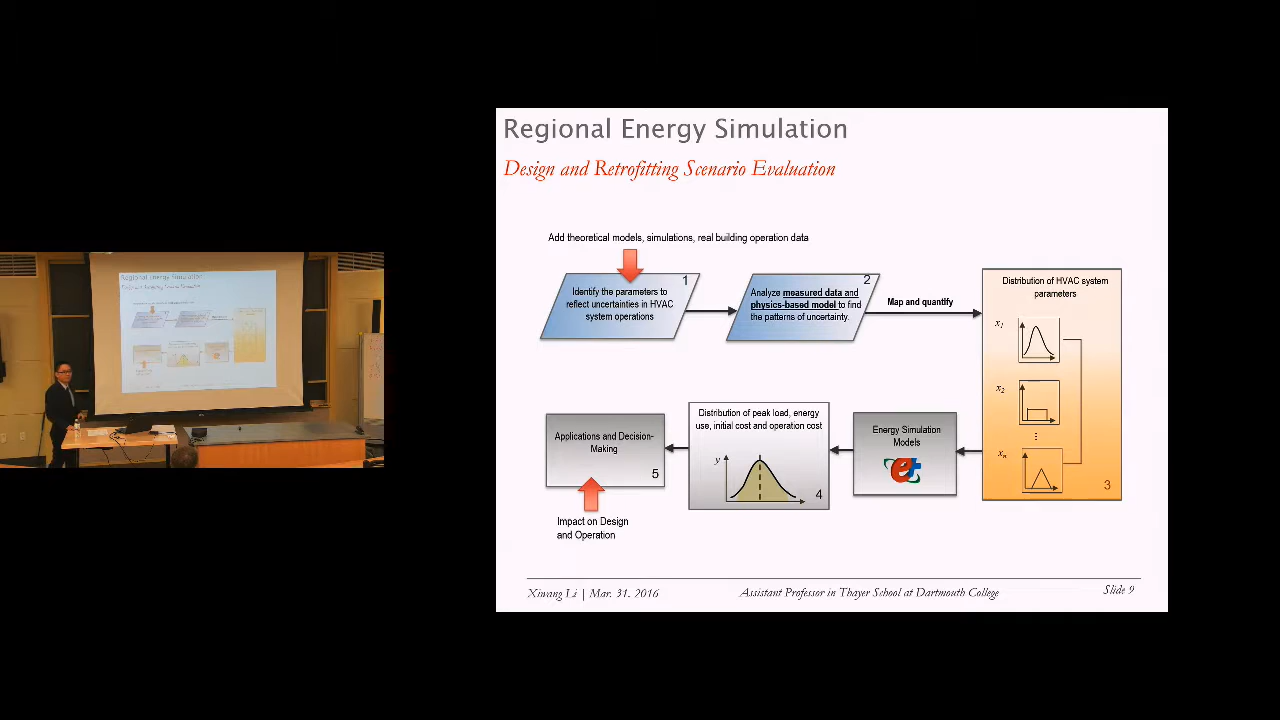 Regional Energy Simulation
Design and Retrofitting Scenario Evaluation
Add theoretical models, simulations, real building operation data
1
Identify the parameters to
reflect uncertainties in HVAC
system operations
2
Analyze measured data and
physics-based model to find
the patterns of uncertainty.
Map and quantify
Distribution of HVAC system
parameters
x1
x2
xn
3
Energy Simulation
Models
Distribution of peak load, energy
use, initial cost and operation cost
y
4
Applications and Decision-
Making
5
Impact on Design
and Operation
Xiwang Li | Mar. 31. 2016
Assistant Professor in Thayer School at Dartmouth College
Slide 9
Regional Energy Simulation